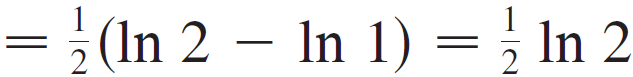 = ½(ln 2 − ln 1) = ½ ln 2